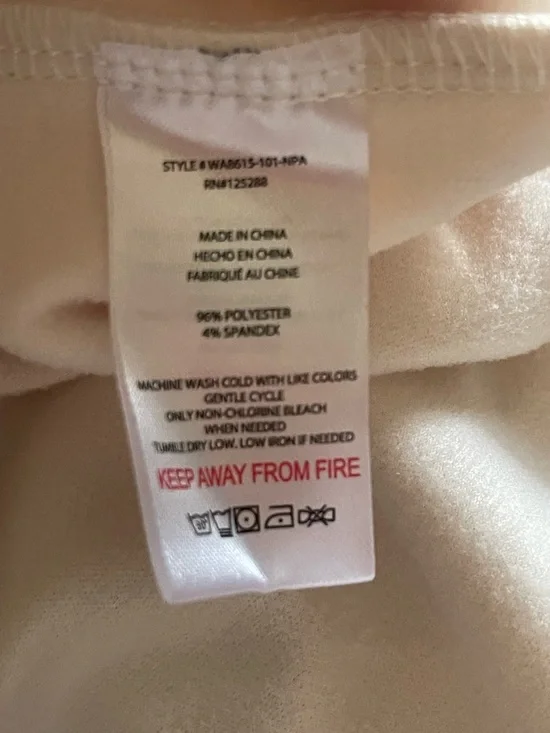 STYLE # WA8615-101-NPA
RN#125288
MADE IN CHINA
HECHO EN CHINA
FABRIQUÉ AU CHINE
96% POLYESTER
4% SPANDEX
MACHINE WASH COLD WITH LIKE COLORS
GENTLE CYCLE
ONLY NON-CHLORINE BLEACH
WHEN NEEDED
TUMLE DRY LOW. LOW IRON IF NEEDED
KEEP AWAY FROM FIRE